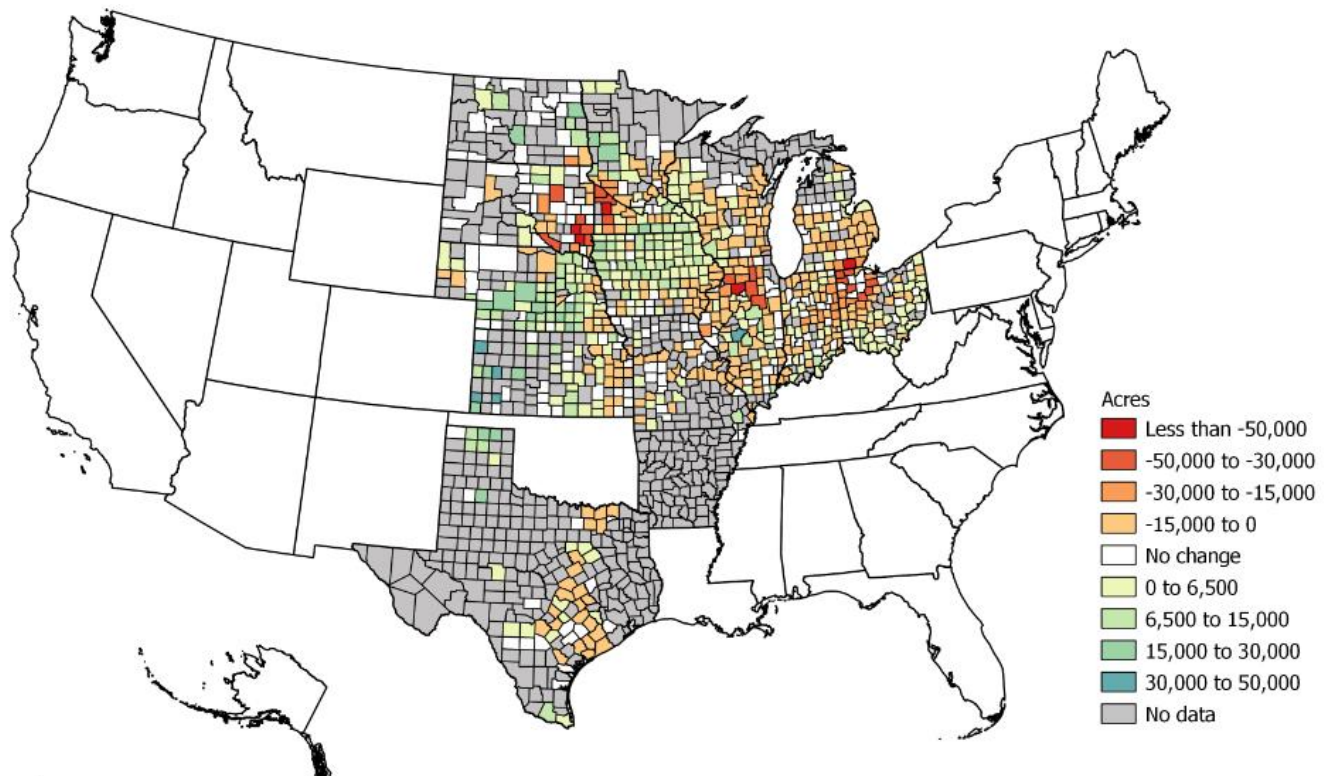 Acres
Less than -50,000
-50,000 to -30,000
-30,000 to -15,000
-15,000 to 0
No change
0 to 6,500
6,500 to 15,000
15,000 to 30,000
30,000 to 50,000
No data